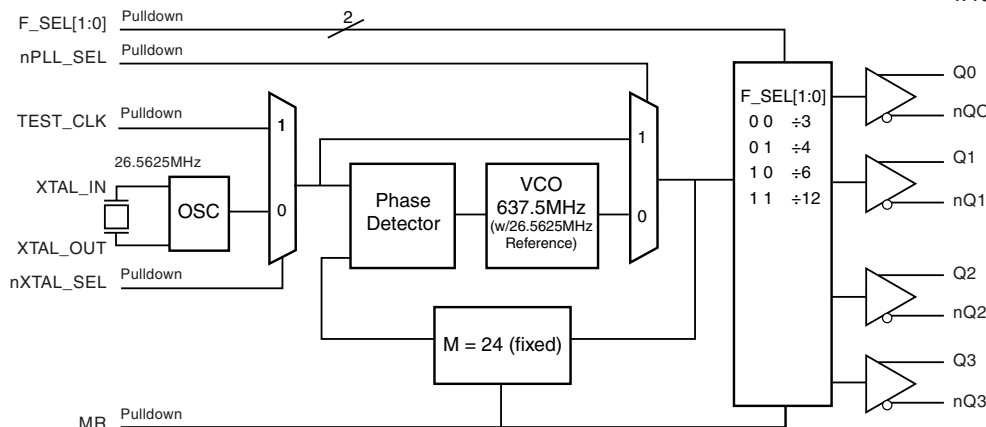 F_SEL[1:0] Pulldown 2
nPLL_SEL Pulldown
TEST_CLK Pulldown
26.5625MHz
XTAL_IN
OSC
XTAL_OUT
nXTAL_SEL Pulldown
1
0
Phase
Detector
VCO
637.5MHz
(w/26.5625MHz
Reference)
1
0
M = 24 (fixed)
MR Pulldown
F_SEL[1:0]
0 0 ÷3
0 1 ÷4
1 0 ÷6
1 1 ÷12
Q0
nQ0
Q1
nQ1
Q2
nQ2
Q3
nQ3